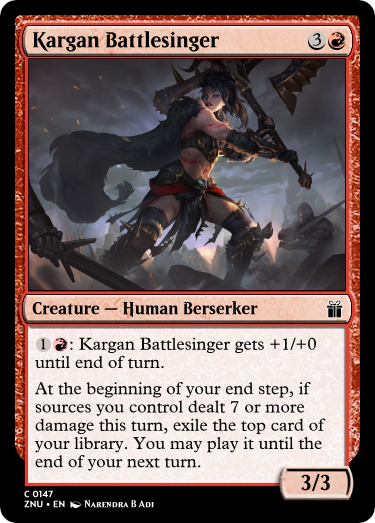 Kargan Battlesinger 3
Creature — Human Berserker
1 : Kargan Battlesinger gets +1/+0
until end of turn.
At the beginning of your end step, if
sources you control dealt 7 or more
damage this turn, exile the top card of
your library. You may play it until the
end of your next turn.
3/3
C 0147
ZNU • EN Narendra B Adi